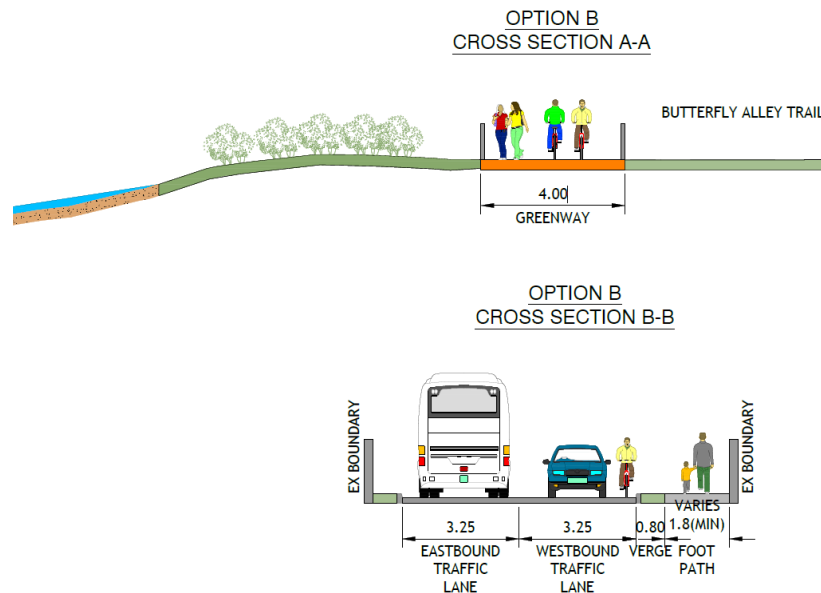 OPTION B
CROSS SECTION A-A
BUTTERFLY ALLEY TRAIL
4.00
GREENWAY
OPTION B
CROSS SECTION B-B
EX BOUNDARY
EX BOUNDARY
3.25
EASTBOUND
TRAFFIC
LANE
3.25
WESTBOUND
TRAFFIC
LANE
0.80
VERGE
VARIES
1.8(MIN)
FOOT
PATH